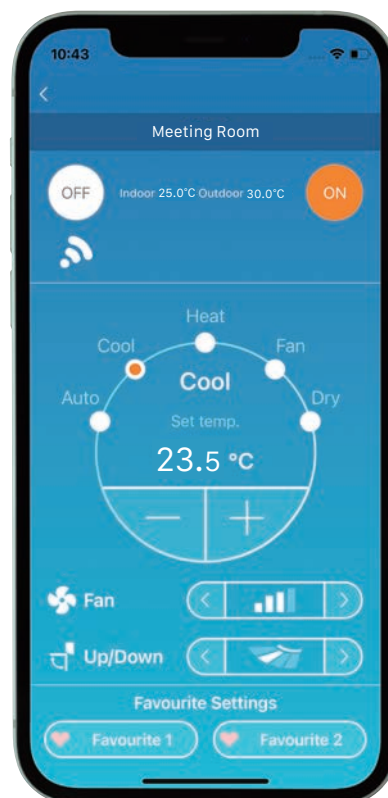 10:43
Meeting Room
OFF
Indoor 25.0°C Outdoor 30.0°C
ON
Heat
Cool
Fan
Auto
Cool
Dry
Set temp.
23.5 °C
Fan
Up/Down
Favourite Settings
Favourite 1
Favourite 2